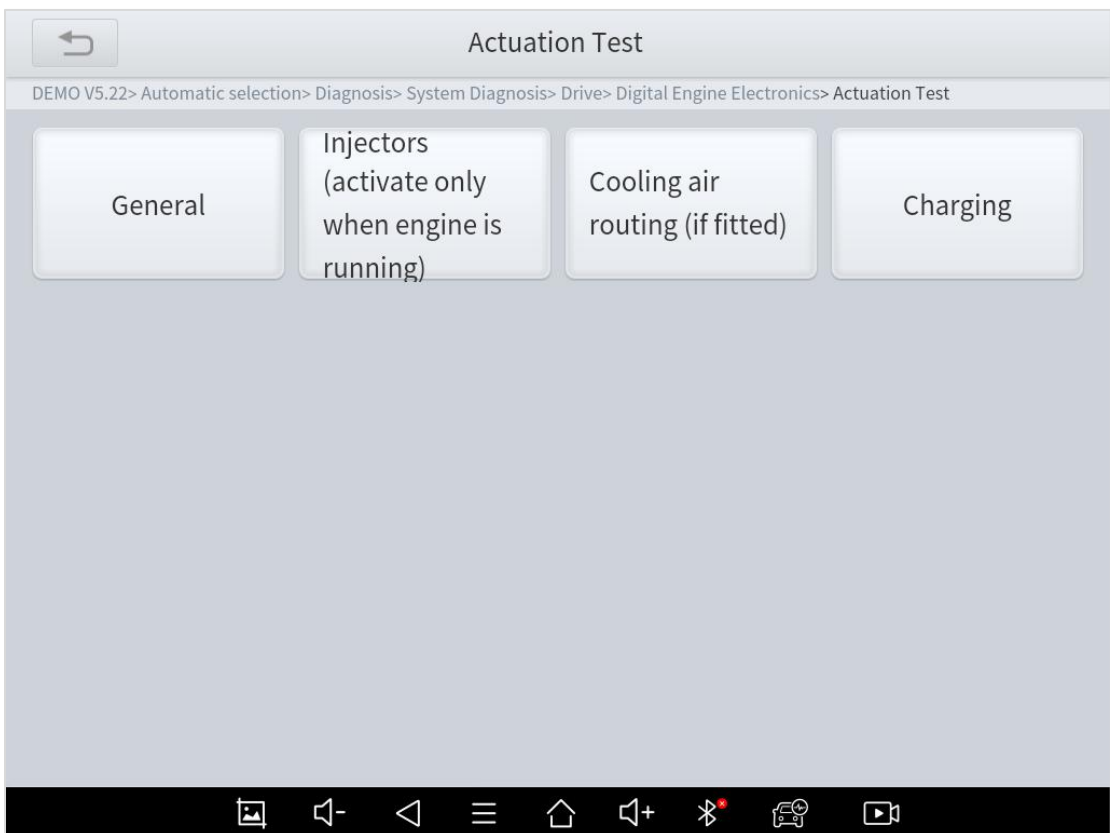 Actuation Test
DEMO V5.22> Automatic selection> Diagnosis> System Diagnosis> Drive> Digital Engine Electronics> Actuation Test
General
Injectors
(activate only
when engine is
running)
Cooling air
routing (if fitted)
Charging